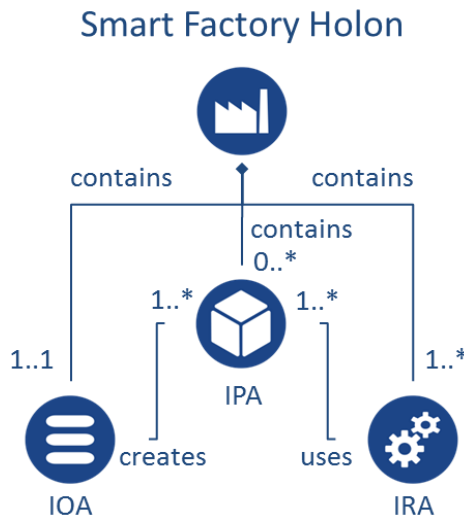 Smart Factory Holon
contains
contains
contains
0..*
1..*
1..*
1..1
1..*
IPA
creates
uses
IOA
IRA